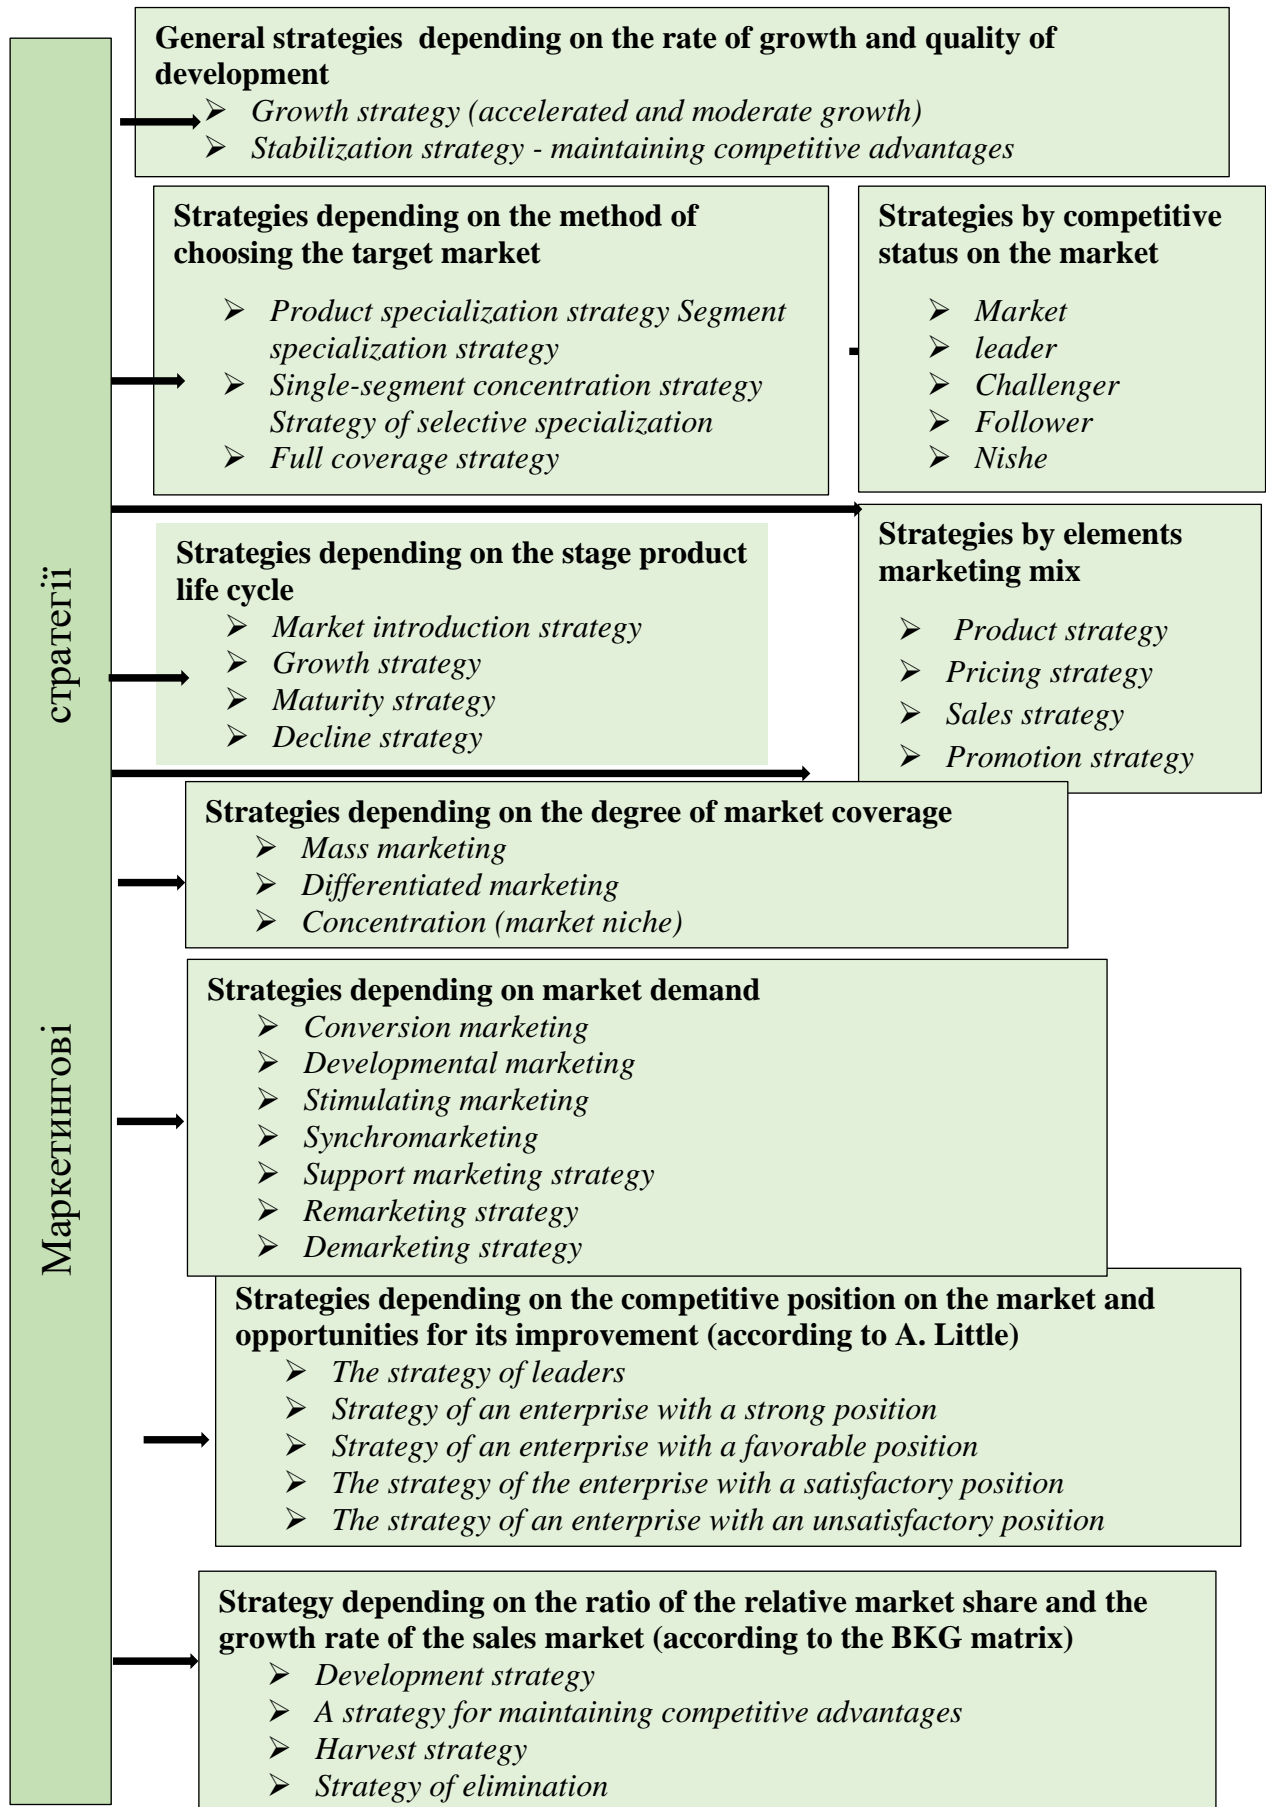 Маркетингові стратегії
General strategies depending on the rate of growth and quality of
development
➢ Growth strategy (accelerated and moderate growth)
➢ Stabilization strategy - maintaining competitive advantages
Strategies depending on the method of
choosing the target market
➢ Product specialization strategy Segment
specialization strategy
➢ Single-segment concentration strategy
Strategy of selective specialization
➢ Full coverage strategy
Strategies by competitive
status on the market
➢ Market
➢ leader
➢ Challenger
➢ Follower
➢ Nishe
Strategies depending on the stage product
life cycle
➢ Market introduction strategy
➢ Growth strategy
➢ Maturity strategy
➢ Decline strategy
Strategies by elements
marketing mix
➢ Product strategy
➢ Pricing strategy
➢ Sales strategy
➢ Promotion strategy
Strategies depending on the degree of market coverage
➢ Mass marketing
➢ Differentiated marketing
➢ Concentration (market niche)
Strategies depending on market demand
➢ Conversion marketing
➢ Developmental marketing
➢ Stimulating marketing
➢ Synchromarketing
➢ Support marketing strategy
➢ Remarketing strategy
➢ Demarketing strategy
Strategies depending on the competitive position on the market and
opportunities for its improvement (according to A. Little)
➢ The strategy of leaders
➢ Strategy of an enterprise with a strong position
➢ Strategy of an enterprise with a favorable position
➢ The strategy of the enterprise with a satisfactory position
➢ The strategy of an enterprise with an unsatisfactory position
Strategy depending on the ratio of the relative market share and the
growth rate of the sales market (according to the BKG matrix)
➢ Development strategy
➢ A strategy for maintaining competitive advantages
➢ Harvest strategy
➢ Strategy of elimination